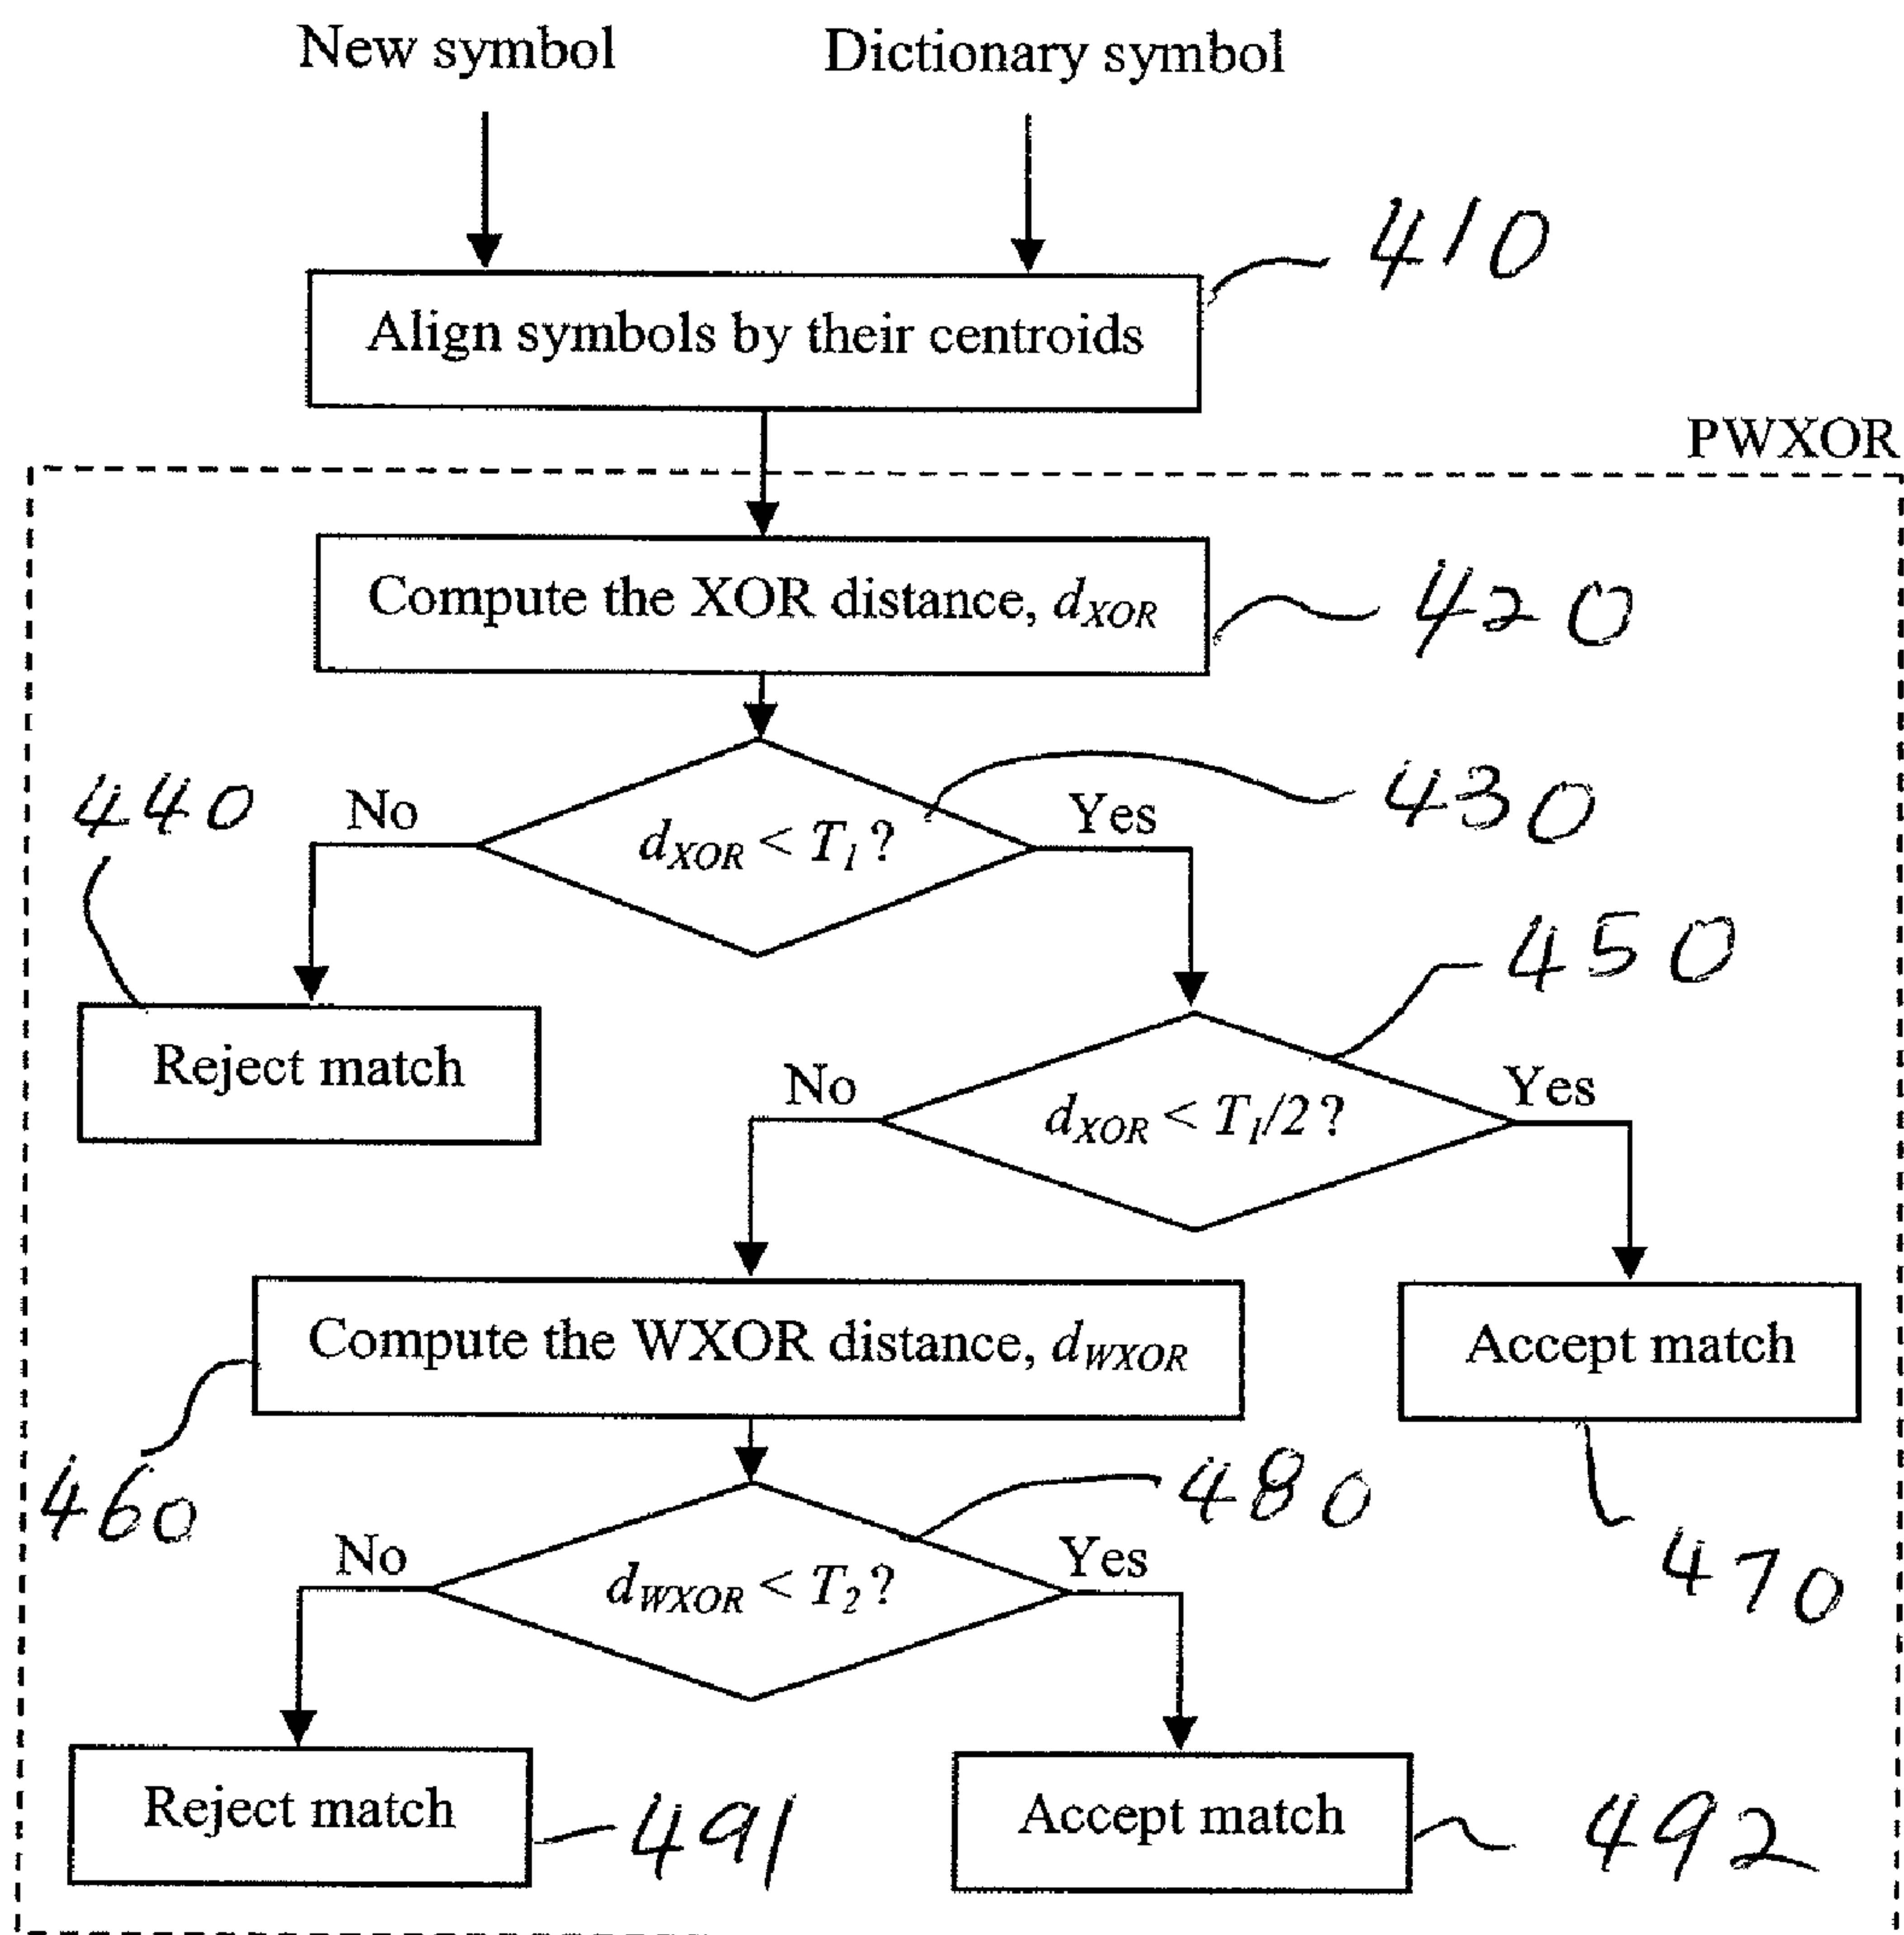 New symbol
Dictionary symbol
410
Align symbols by their centroids
PWXOR
Compute the XOR distance, dXOR
420
440
No
dXOR < T1 ?
Yes
430
450
Reject match
No
dXOR < T1/2 ?
Yes
Compute the WXOR distance, dWXOR
Accept match
460
480
470
No
dWXOR < T2 ?
Yes
Reject match
491
Accept match
492